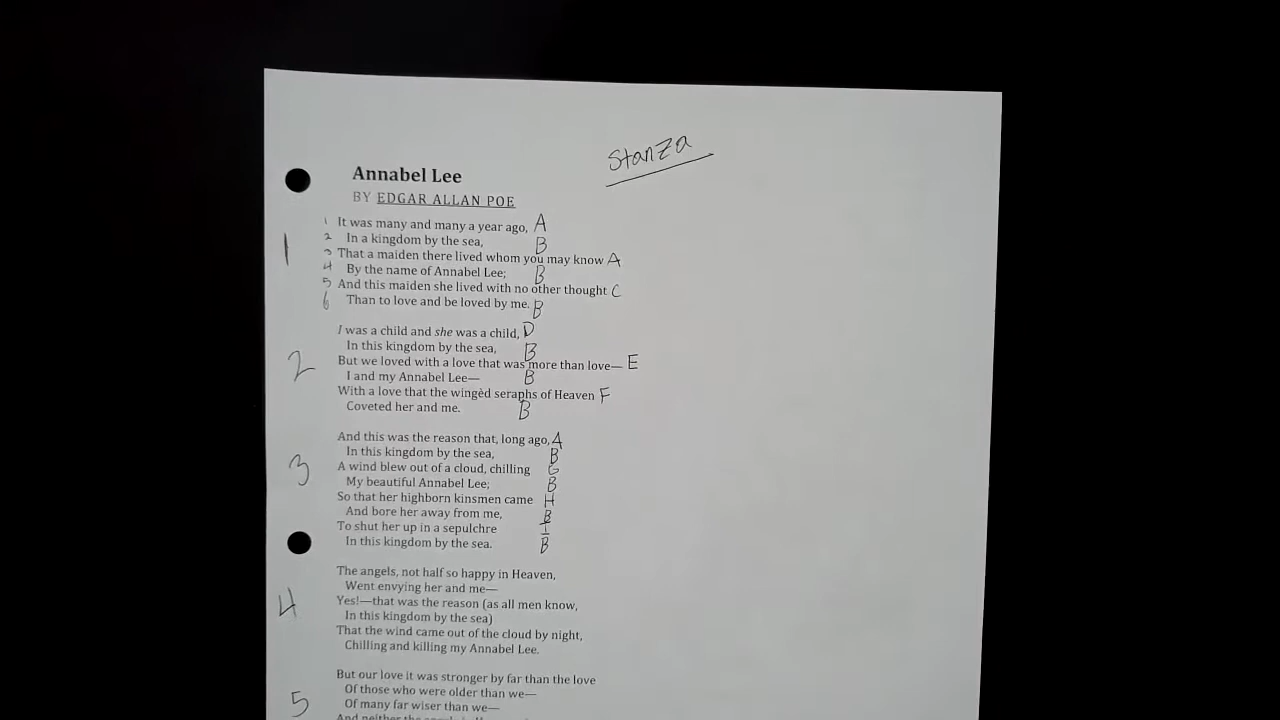 Stanza
Annabel Lee
BY EDGAR ALLAN POE
1 It was many and many a year ago, A
2 In a kingdom by the sea, B
1
3 That a maiden there lived whom you may know A
4 By the name of Annabel Lee; B
5 And this maiden she lived with no other thought C
6 Than to love and be loved by me. B
I was a child and she was a child, D
In this kingdom by the sea, B
2
But we loved with a love that was more than love— E
I and my Annabel Lee— B
With a love that the wingèd seraphs of Heaven F
Coveted her and me. B
And this was the reason that, long ago, A
In this kingdom by the sea, B
3
A wind blew out of a cloud, chilling G
My beautiful Annabel Lee; B
So that her highborn kinsmen came H
And bore her away from me, B
To shut her up in a sepulchre I
In this kingdom by the sea. B
The angels, not half so happy in Heaven,
Went envying her and me—
4
Yes!—that was the reason (as all men know,
In this kingdom by the sea)
That the wind came out of the cloud by night,
Chilling and killing my Annabel Lee.
But our love it was stronger by far than the love
Of those who were older than we—
5
Of many far wiser than we—
And neither the